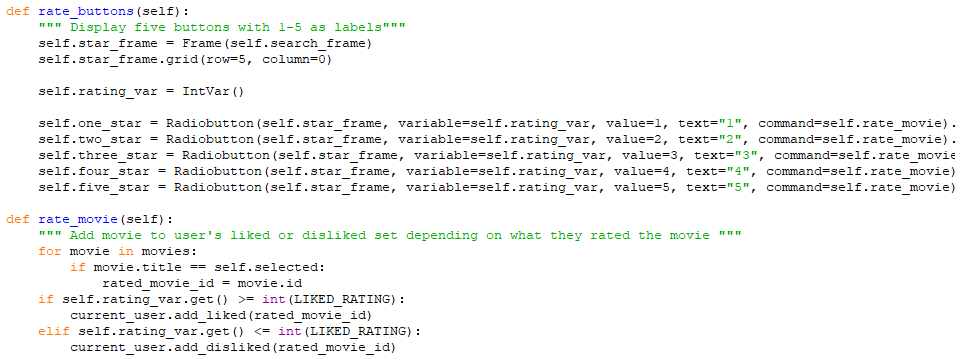 def rate_buttons(self):
    """ Display five buttons with 1-5 as labels"""
    self.star_frame = Frame(self.search_frame)
    self.star_frame.grid(row=5, column=0)

    self.rating_var = IntVar()

    self.one_star = Radiobutton(self.star_frame, variable=self.rating_var, value=1, text="1", command=self.rate_movie).
    self.two_star = Radiobutton(self.star_frame, variable=self.rating_var, value=2, text="2", command=self.rate_movie).
    self.three_star = Radiobutton(self.star_frame, variable=self.rating_var, value=3, text="3", command=self.rate_movie
    self.four_star = Radiobutton(self.star_frame, variable=self.rating_var, value=4, text="4", command=self.rate_movie)
    self.five_star = Radiobutton(self.star_frame, variable=self.rating_var, value=5, text="5", command=self.rate_movie)

def rate_movie(self):
    """ Add movie to user's liked or disliked set depending on what they rated the movie """
    for movie in movies:
        if movie.title == self.selected:
            rated_movie_id = movie.id
    if self.rating_var.get() >= int(LIKED_RATING):
        current_user.add_liked(rated_movie_id)
    elif self.rating_var.get() <= int(LIKED_RATING):
        current_user.add_disliked(rated_movie_id)